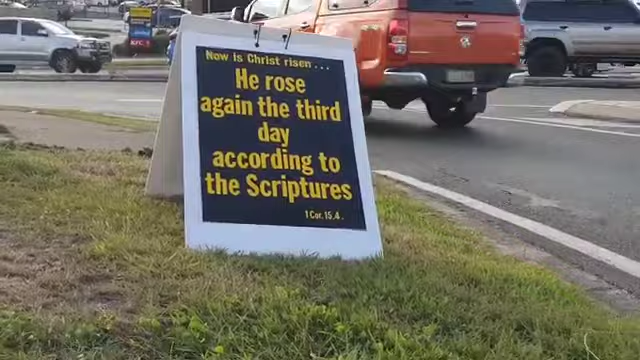 Now is Christ risen . . .
He rose
again the third
day
according to
the Scriptures
1 Cor. 15. 4.